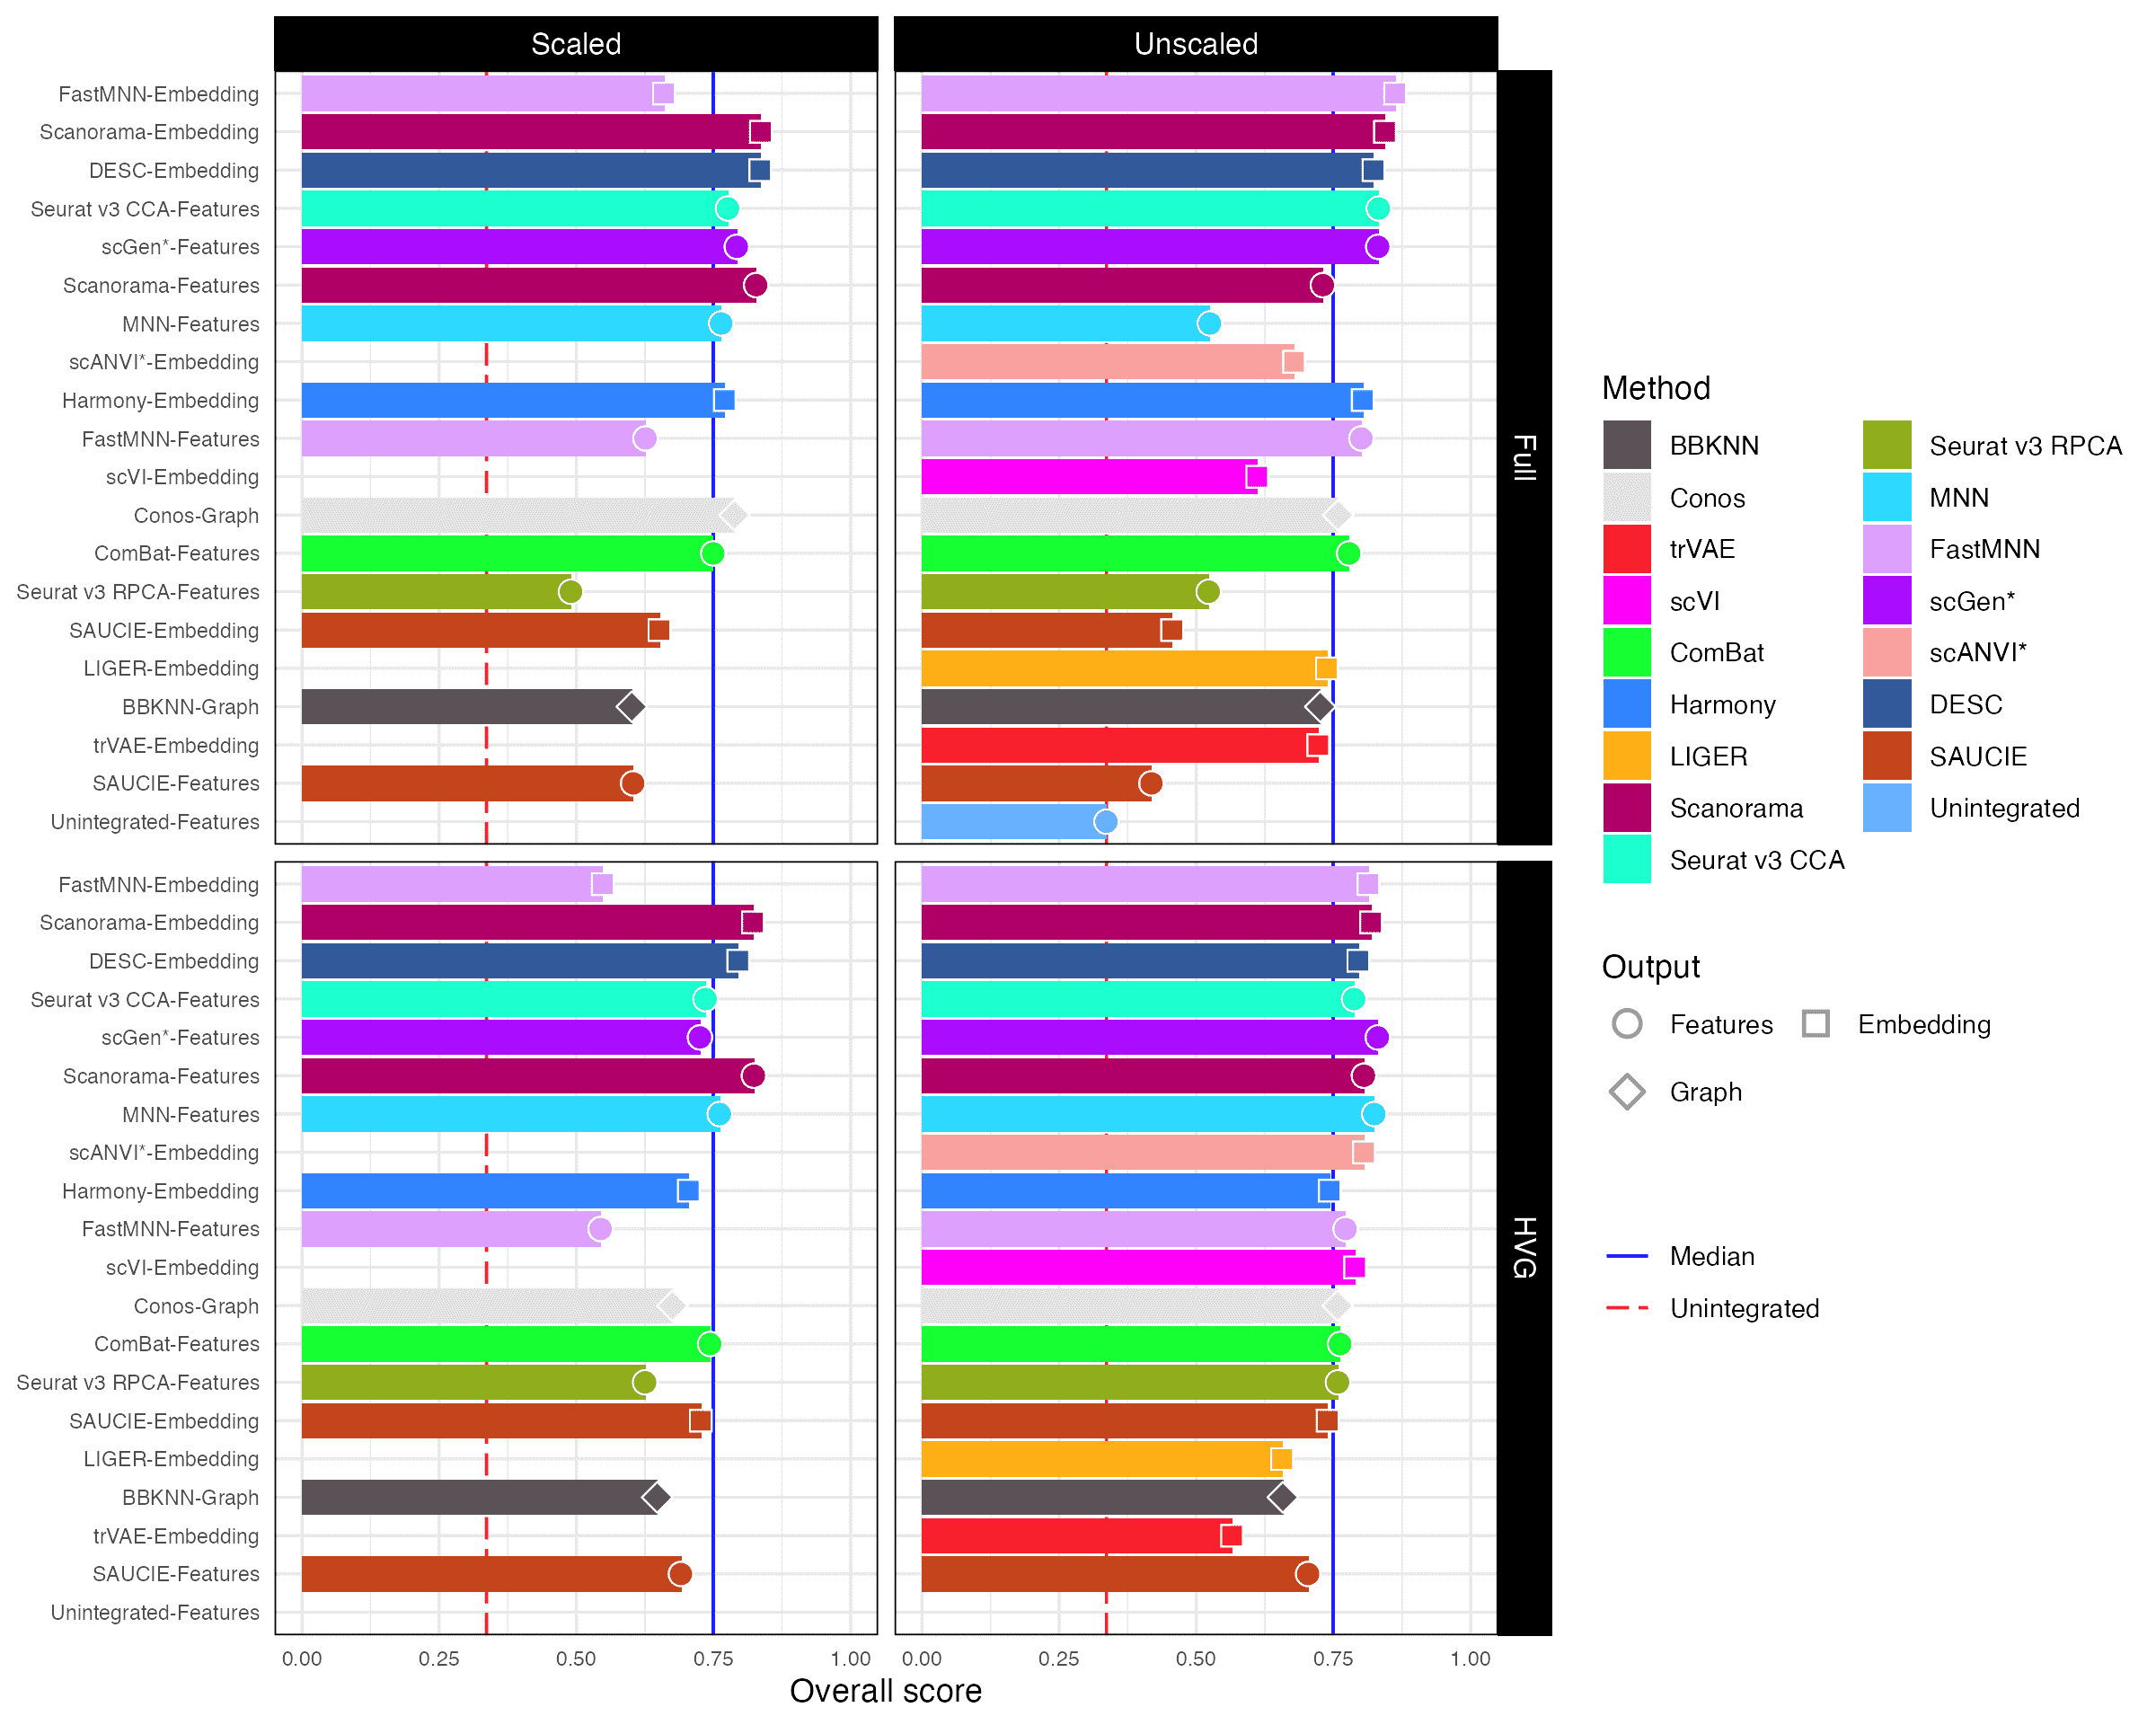 Scaled
Unscaled
FastMNN-Embedding
Scanorama-Embedding
DESC-Embedding
Seurat v3 CCA-Features
scGen*-Features
Scanorama-Features
MNN-Features
scANVI*-Embedding
Harmony-Embedding
FastMNN-Features
scVI-Embedding
Conos-Graph
ComBat-Features
Seurat v3 RPCA-Features
SAUCIE-Embedding
LIGER-Embedding
BBKNN-Graph
trVAE-Embedding
SAUCIE-Features
Unintegrated-Features
Full
FastMNN-Embedding
Scanorama-Embedding
DESC-Embedding
Seurat v3 CCA-Features
scGen*-Features
Scanorama-Features
MNN-Features
scANVI*-Embedding
Harmony-Embedding
FastMNN-Features
scVI-Embedding
Conos-Graph
ComBat-Features
Seurat v3 RPCA-Features
SAUCIE-Embedding
LIGER-Embedding
BBKNN-Graph
trVAE-Embedding
SAUCIE-Features
Unintegrated-Features
HVG
0.00 0.25 0.50 0.75 1.00
0.00 0.25 0.50 0.75 1.00
Overall score
Method
BBKNN
Conos
trVAE
scVI
ComBat
Harmony
LIGER
Scanorama
Seurat v3 CCA
Seurat v3 RPCA
MNN
FastMNN
scGen*
scANVI*
DESC
SAUCIE
Unintegrated
Output
Features
Embedding
Graph
Median
Unintegrated